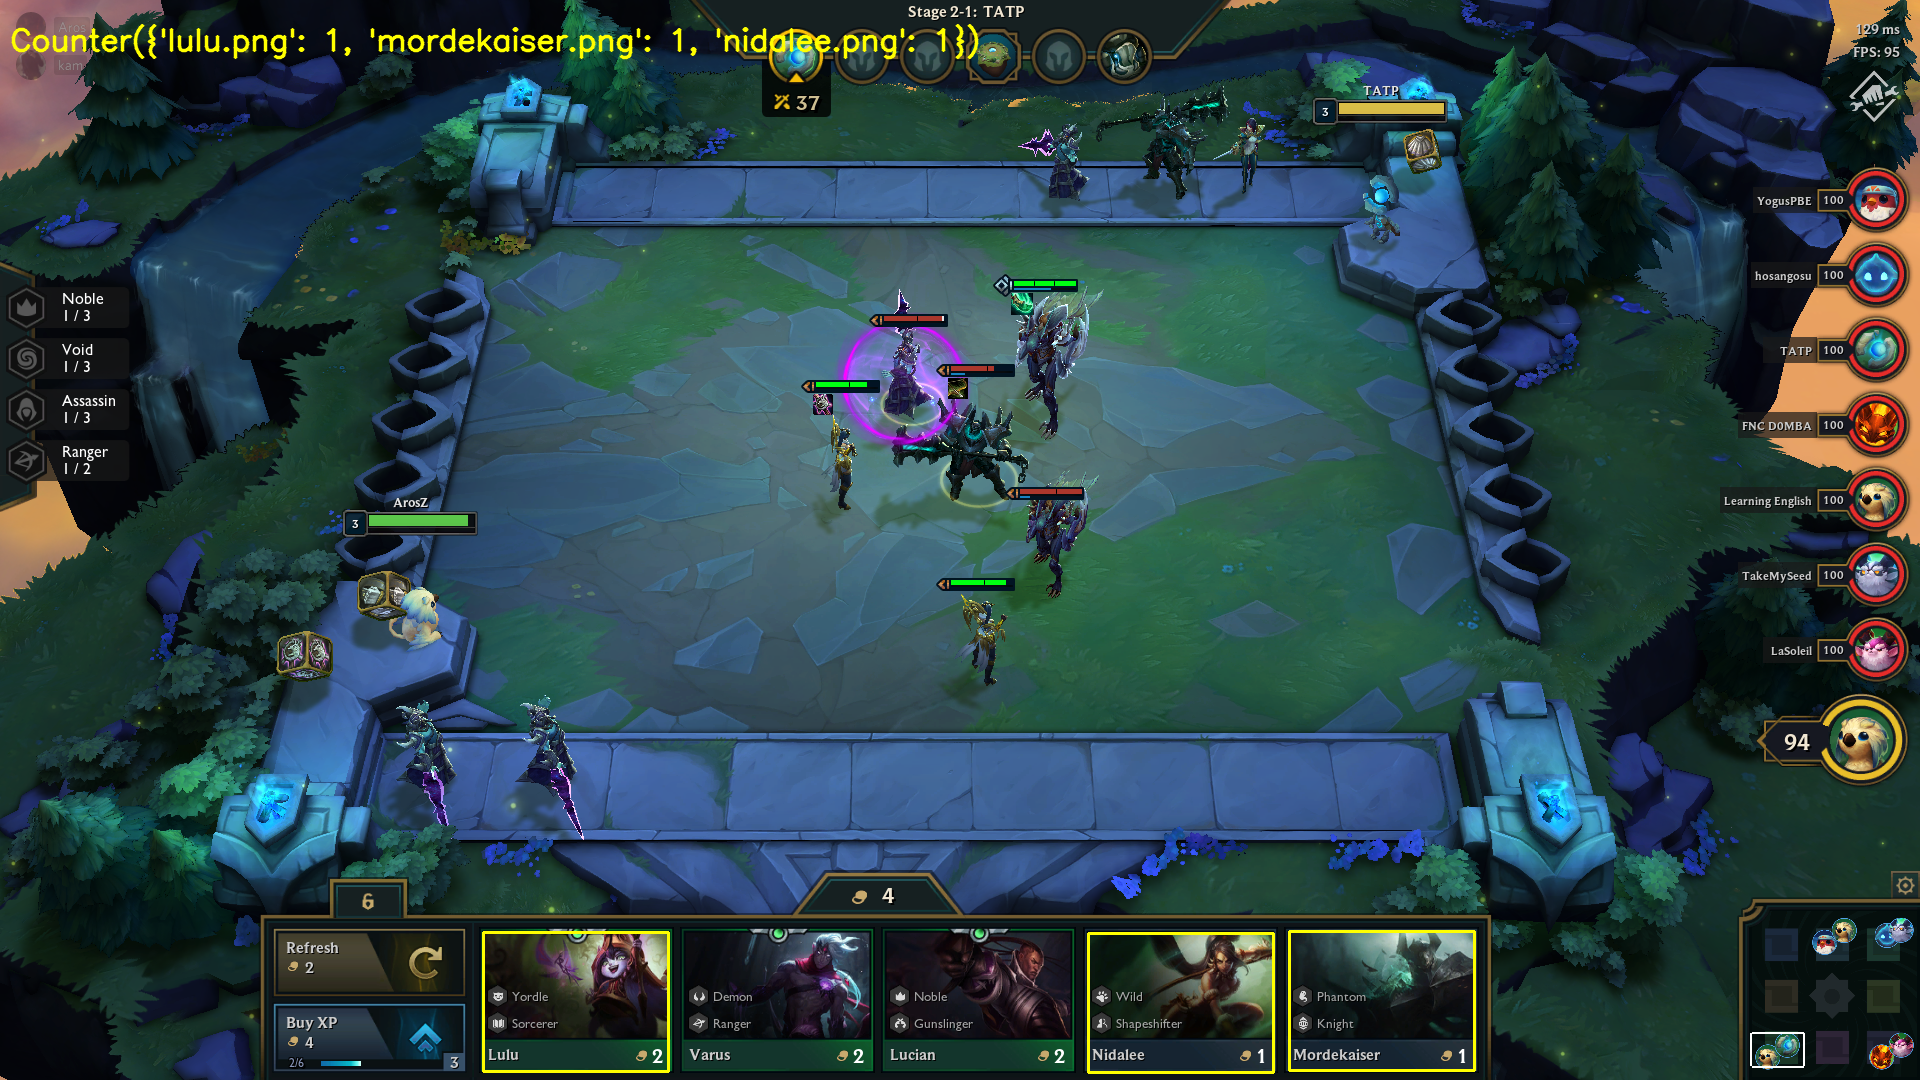 Stage 2-1: TATP
Counter({'lulu.png': 1, 'mordekaiser.png': 1, 'nidalee.png': 1})
129 ms
FPS: 95
37
TATP
3
YogusPBE 100
hosangosu 100
TATP 100
FNC D0MBA 100
Learning English 100
TakeMySeed 100
LaSoleil 100
94
Noble
1 / 3
Void
1 / 3
Assassin
1 / 3
Ranger
1 / 2
ArosZ
3
6
4
Refresh
2
Buy XP
4
2/6
3
Yordle
Sorcerer
Lulu 2
Demon
Ranger
Varus 2
Noble
Gunslinger
Lucian 2
Wild
Shapeshifter
Nidalee 1
Phantom
Knight
Mordekaiser 1